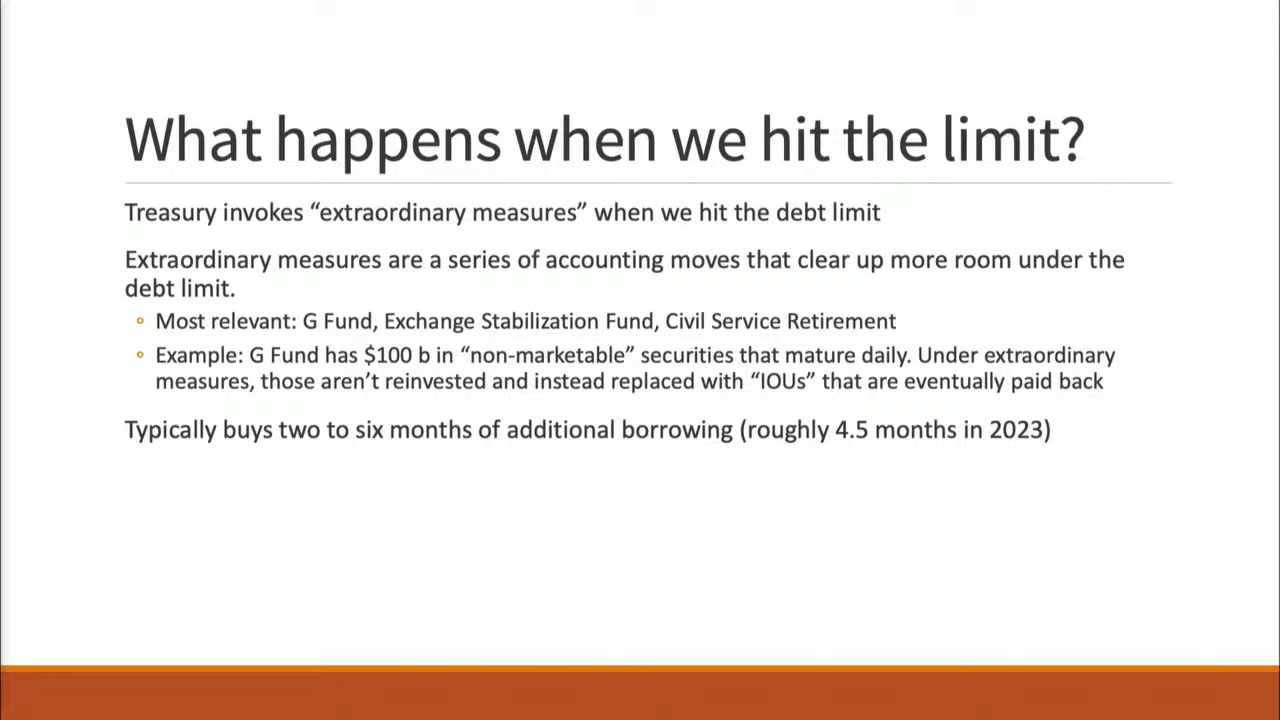 What happens when we hit the limit?
Treasury invokes “extraordinary measures” when we hit the debt limit
Extraordinary measures are a series of accounting moves that clear up more room under the
debt limit.
◦ Most relevant: G Fund, Exchange Stabilization Fund, Civil Service Retirement
◦ Example: G Fund has $100 b in “non-marketable” securities that mature daily. Under extraordinary
measures, those aren’t reinvested and instead replaced with “IOUs” that are eventually paid back
Typically buys two to six months of additional borrowing (roughly 4.5 months in 2023)